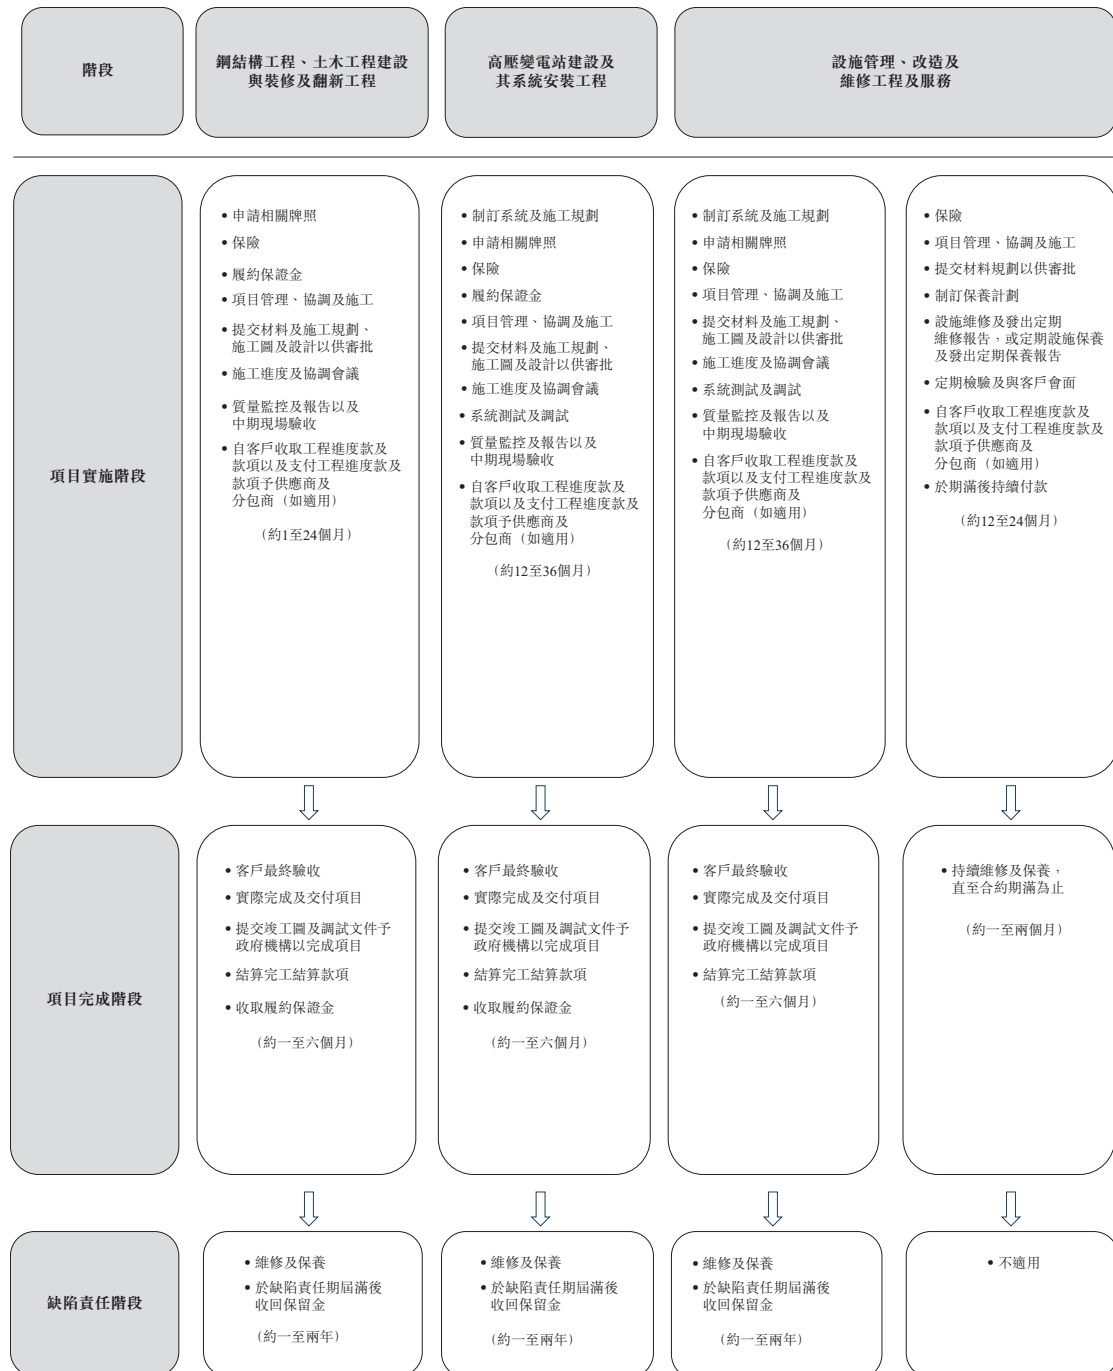 階段
鋼結構工程、土木工程建設
與裝修及翻新工程
高壓變電站建設及
其系統安裝工程
設施管理、改造及
維修工程及服務
項目實施階段
• 申請相關牌照
• 保險
• 履約保證金
• 項目管理、協調及施工
• 提交材料及施工規劃、
施工圖及設計以供審批
• 施工進度及協調會議
• 質量監控及報告以及
中期現場驗收
• 自客戶收取工程進度款及
款項以及支付工程進度款及
款項予供應商及
分包商（如適用）
（約1至24個月）
• 制訂系統及施工規劃
• 申請相關牌照
• 保險
• 履約保證金
• 項目管理、協調及施工
• 提交材料及施工規劃、
施工圖及設計以供審批
• 施工進度及協調會議
• 系統測試及調試
• 質量監控及報告以及
中期現場驗收
• 自客戶收取工程進度款及
款項以及支付工程進度款及
款項予供應商及
分包商（如適用）
（約12至36個月）
• 制訂系統及施工規劃
• 申請相關牌照
• 保險
• 項目管理、協調及施工
• 提交材料及施工規劃、
施工圖及設計以供審批
• 施工進度及協調會議
• 系統測試及調試
• 質量監控及報告以及
中期現場驗收
• 自客戶收取工程進度款及
款項以及支付工程進度款及
款項予供應商及
分包商（如適用）
（約12至36個月）
• 保險
• 項目管理、協調及施工
• 提交材料規劃以供審批
• 制訂保養計劃
• 設施維修及發出定期
維修報告，或定期設施保養
及發出定期保養報告
• 定期檢驗及與客戶會面
• 自客戶收取工程進度款及
款項以及支付工程進度款及
款項予供應商及
分包商（如適用）
• 於期滿後持續付款
（約12至24個月）
項目完成階段
• 客戶最終驗收
• 實際完成及交付項目
• 提交竣工圖及調試文件予
政府機構以完成項目
• 結算完工結算款項
• 收取履約保證金
（約一至六個月）
• 客戶最終驗收
• 實際完成及交付項目
• 提交竣工圖及調試文件予
政府機構以完成項目
• 結算完工結算款項
• 收取履約保證金
（約一至六個月）
• 客戶最終驗收
• 實際完成及交付項目
• 提交竣工圖及調試文件予
政府機構以完成項目
• 結算完工結算款項
（約一至六個月）
• 持續維修及保養，
直至合約期滿為止
（約一至兩個月）
缺陷責任階段
• 維修及保養
• 於缺陷責任期屆滿後
收回保留金
（約一至兩年）
• 維修及保養
• 於缺陷責任期屆滿後
收回保留金
（約一至兩年）
• 維修及保養
• 於缺陷責任期屆滿後
收回保留金
（約一至兩年）
• 不適用